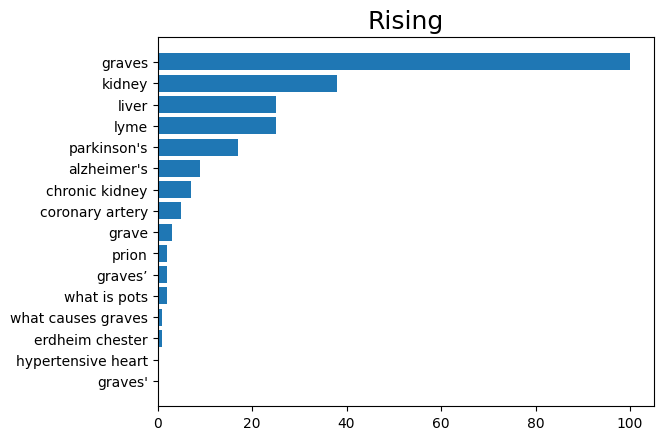 Rising
graves
kidney
liver
lyme
parkinson's
alzheimer's
chronic kidney
coronary artery
grave
prion
graves’
what is pots
what causes graves
erdheim chester
hypertensive heart
graves'
0 20 40 60 80 100